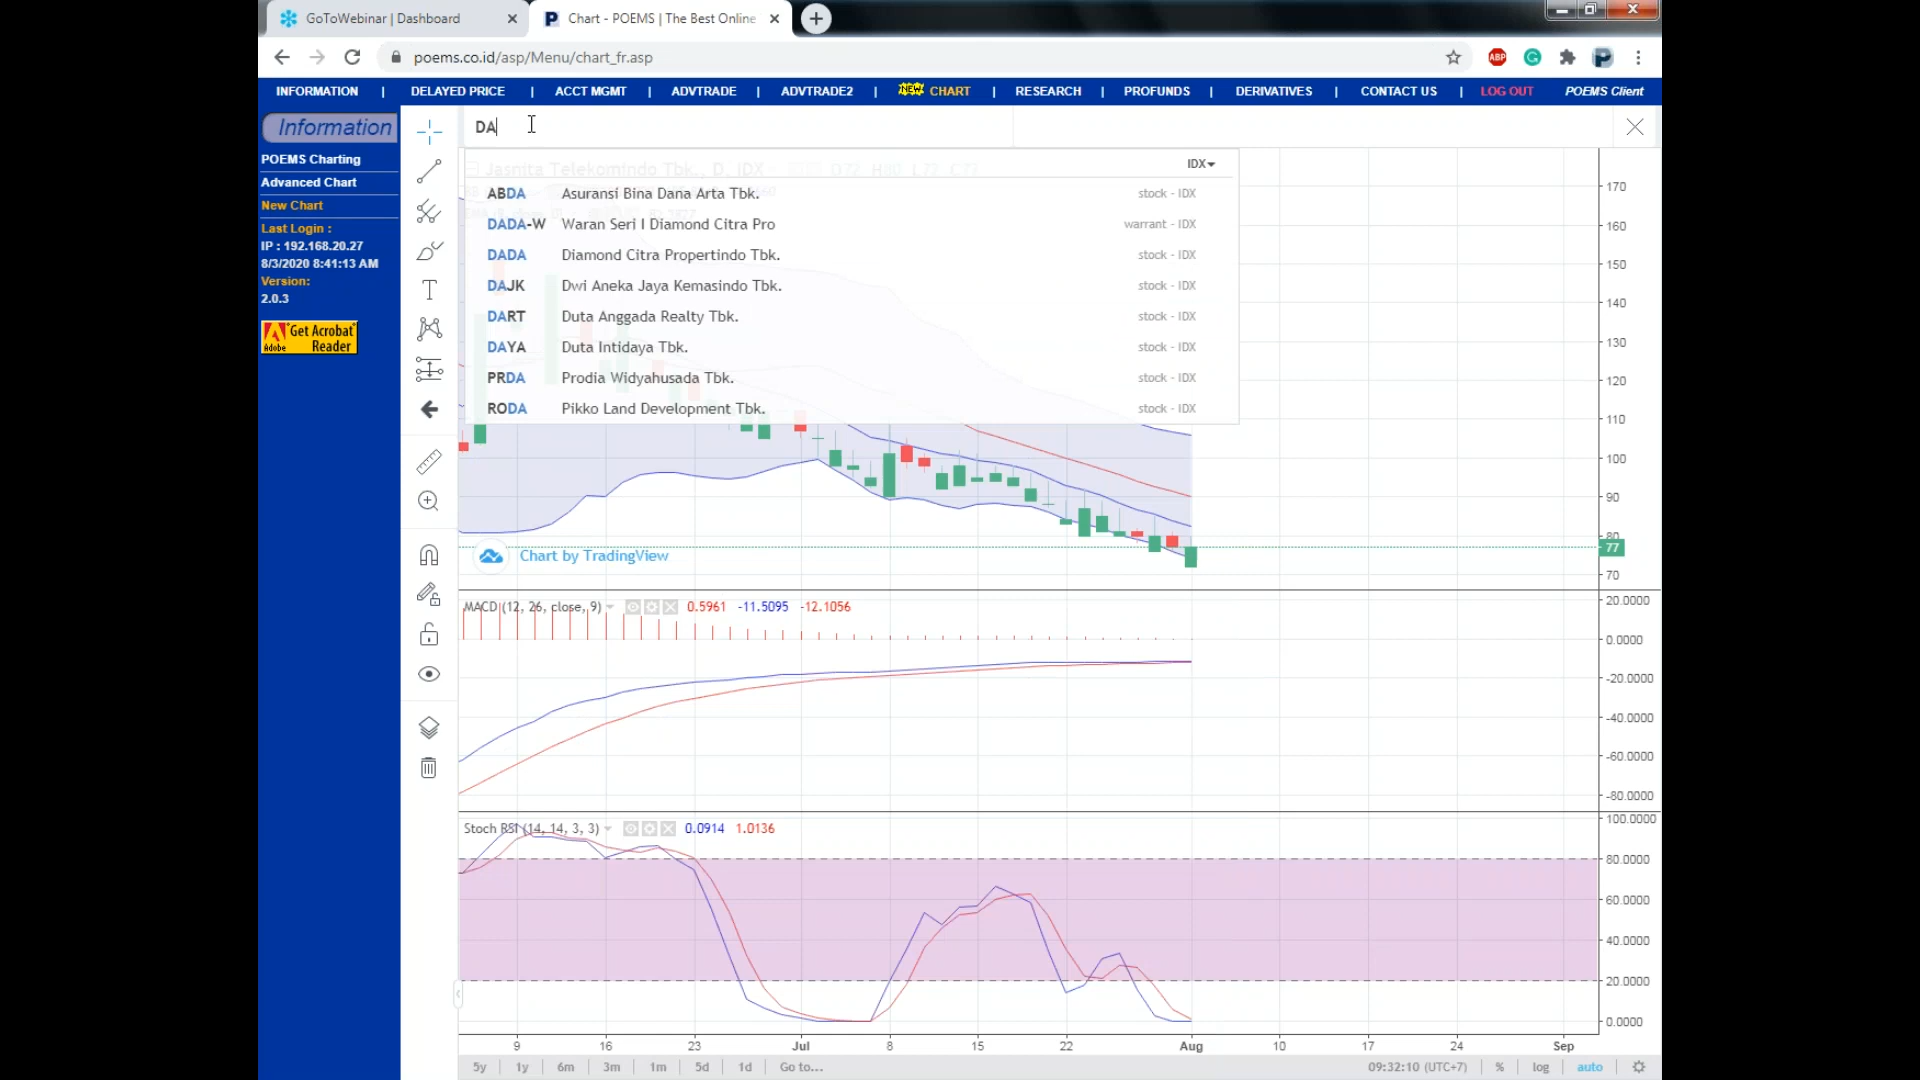 GoToWebinar | Dashboard
Chart - POEMS | The Best Online
poems.co.id/asp/Menu/chart_fr.asp
ABP
INFORMATION | DELAYED PRICE | ACCT MGMT | ADVTRADE | ADVTRADE2 | NEW CHART | RESEARCH | PROFUNDS | DERIVATIVES | CONTACT US | LOG OUT POEMS Client
Information
POEMS Charting
Advanced Chart
New Chart
Last Login :
IP : 192.168.20.27
8/3/2020 8:41:13 AM
Version:
2.0.3
Get Acrobat
Adobe Reader
DA
Jasnita Telekomindo Tbk., D, IDX
IDX
ABDA Asuransi Bina Dana Arta Tbk. stock - IDX
DADA-W Waran Seri I Diamond Citra Pro warrant - IDX
DADA Diamond Citra Propertindo Tbk. stock - IDX
DAJK Dwi Aneka Jaya Kemasindo Tbk. stock - IDX
DART Duta Anggada Realty Tbk. stock - IDX
DAYA Duta Intidaya Tbk. stock - IDX
PRDA Prodia Widyahusada Tbk. stock - IDX
RODA Pikko Land Development Tbk. stock - IDX
170
160
150
140
130
120
110
100
90
80
77
70
Chart by TradingView
MACD (12, 26, close, 9) 0.5961 -11.5095 -12.1056
20.0000
0.0000
-20.0000
-40.0000
-60.0000
-80.0000
Stoch RSI (14, 14, 3, 3) 0.0914 1.0136
100.0000
80.0000
60.0000
40.0000
20.0000
0.0000
9 16 23 Jul 8 15 22 Aug 10 17 24 Sep
5y 1y 6m 3m 1m 5d 1d Go to... 09:32:10 (UTC+7) % log auto